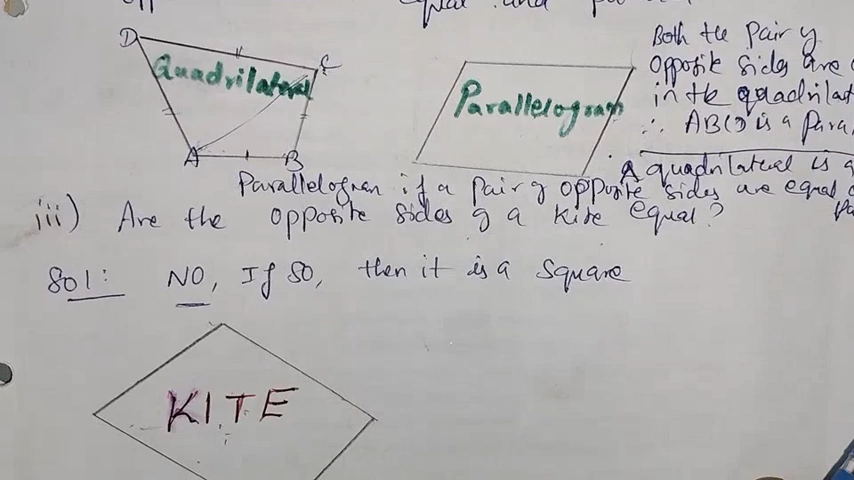 equal and
D
C
Quadrilateral
A
B
Parallelogram
Both the pair of
opposite sides are
in the quadrilat
∴ ABCD is a Para
A quadrilateral is a
Parallelogram if a pair of opposite sides are equal
iii) Are the opposite sides of a kite equal?
Sol: NO, If so, then it is a square
KITE